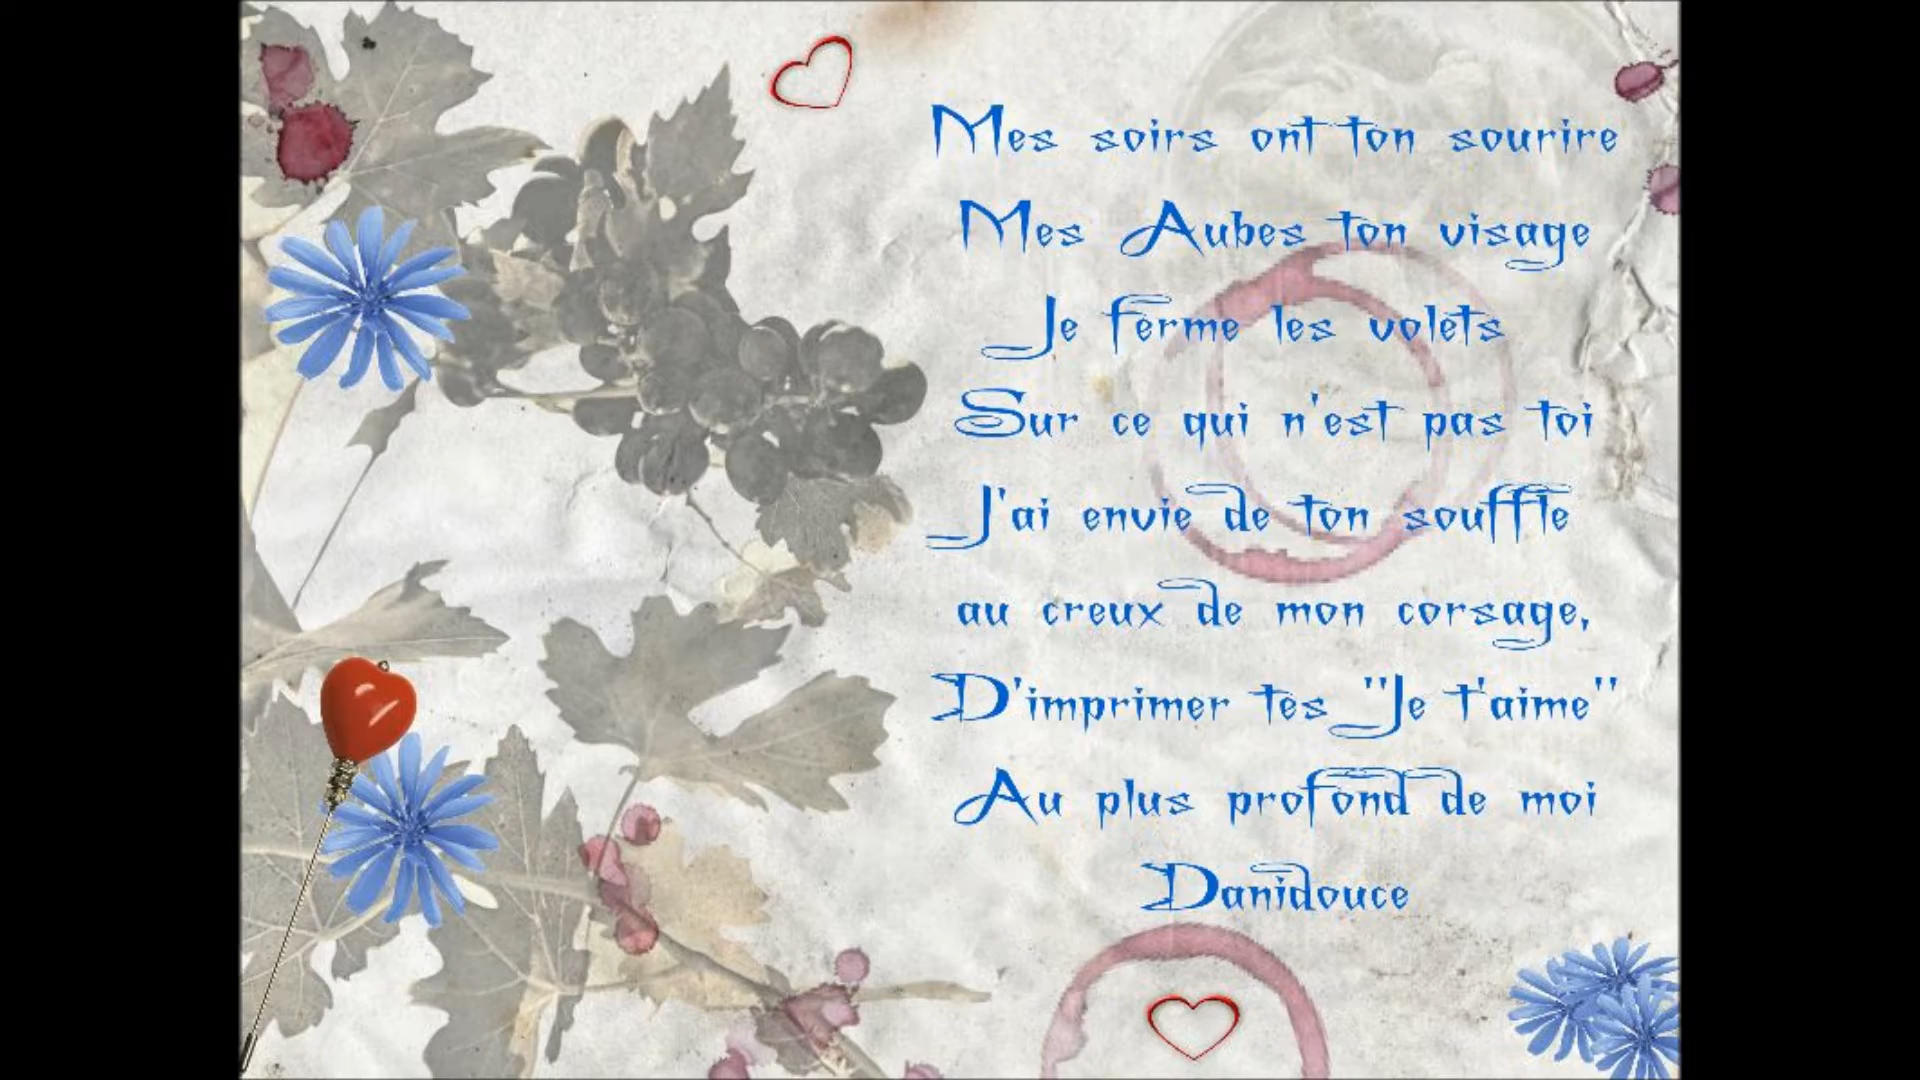 Mes soirs ont ton sourire
Mes Aubes ton visage
Je ferme les volets
Sur ce qui n'est pas toi
J'ai envie de ton souffle
au creux de mon corsage,
D'imprimer tes "Je t'aime"
Au plus profond de moi
Danidouce